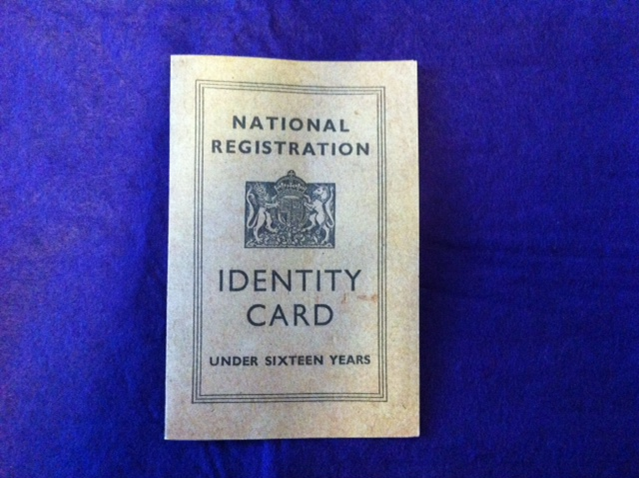 NATIONAL
REGISTRATION
IDENTITY
CARD
UNDER SIXTEEN YEARS